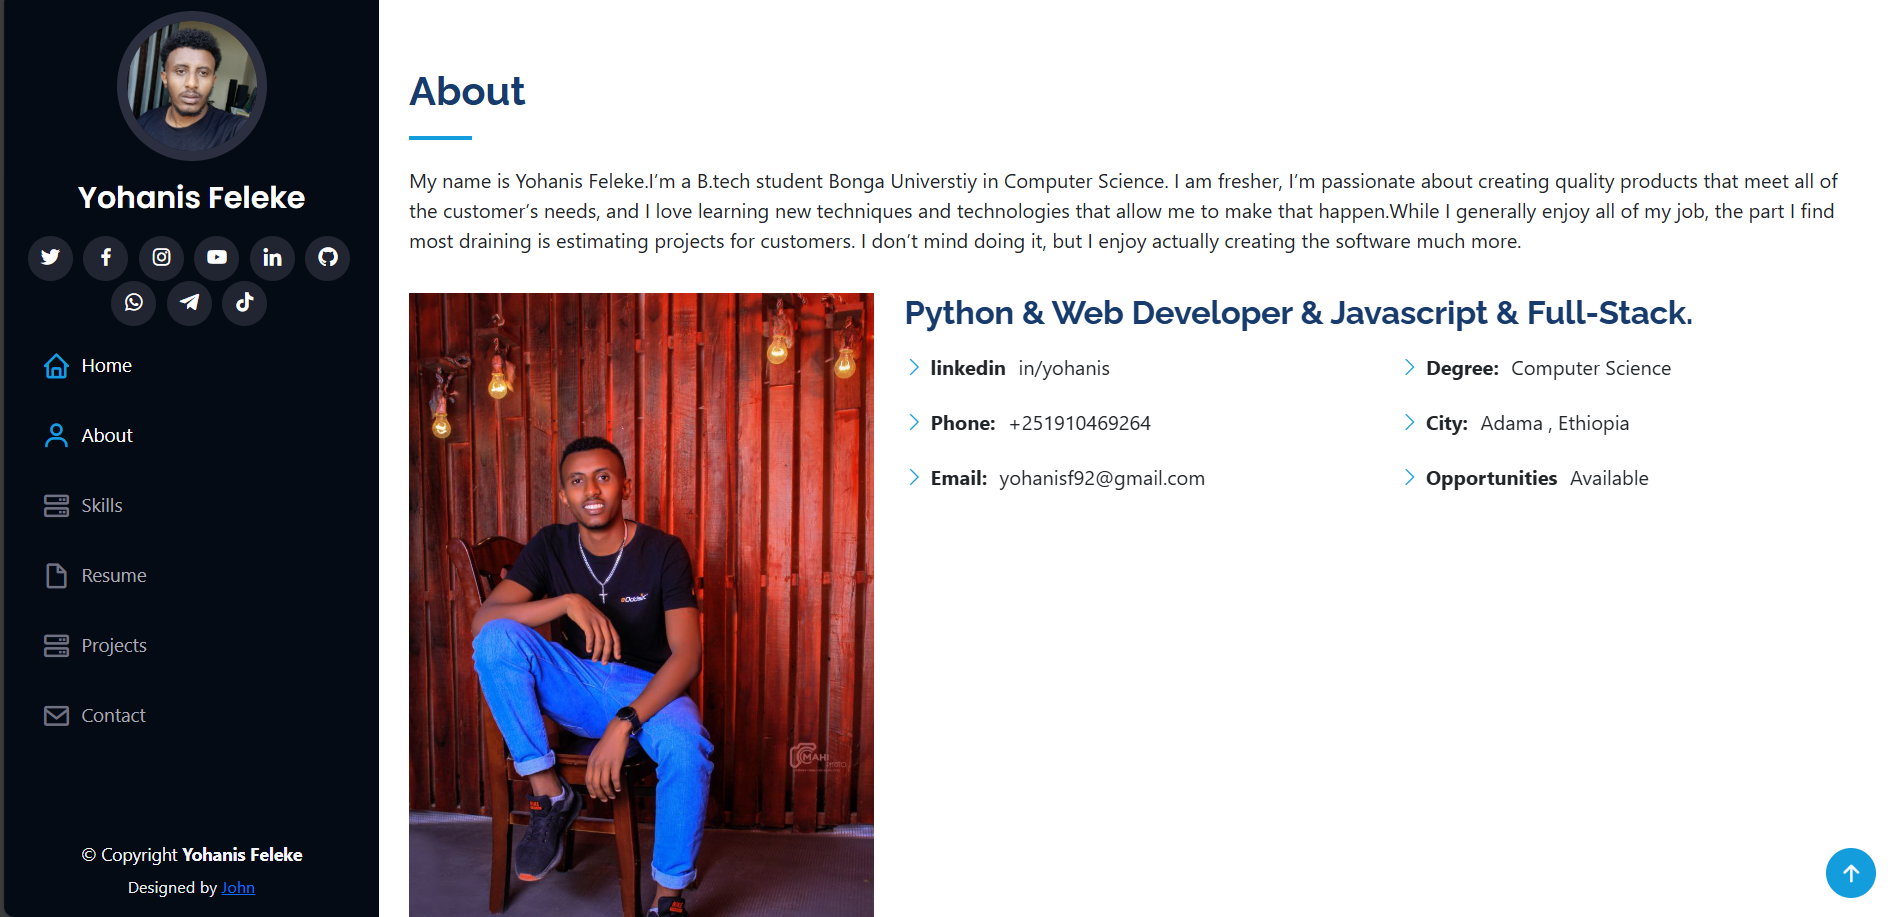 Yohanis Feleke
Home
About
Skills
Resume
Projects
Contact
© Copyright Yohanis Feleke
Designed by John
About
My name is Yohanis Feleke.I’m a B.tech student Bonga Universtiy in Computer Science. I am fresher, I’m passionate about creating quality products that meet all of
the customer’s needs, and I love learning new techniques and technologies that allow me to make that happen.While I generally enjoy all of my job, the part I find
most draining is estimating projects for customers. I don’t mind doing it, but I enjoy actually creating the software much more.
Python & Web Developer & Javascript & Full-Stack.
linkedin in/yohanis
Degree: Computer Science
Phone: +251910469264
City: Adama , Ethiopia
Email: yohanisf92@gmail.com
Opportunities Available
MAHI